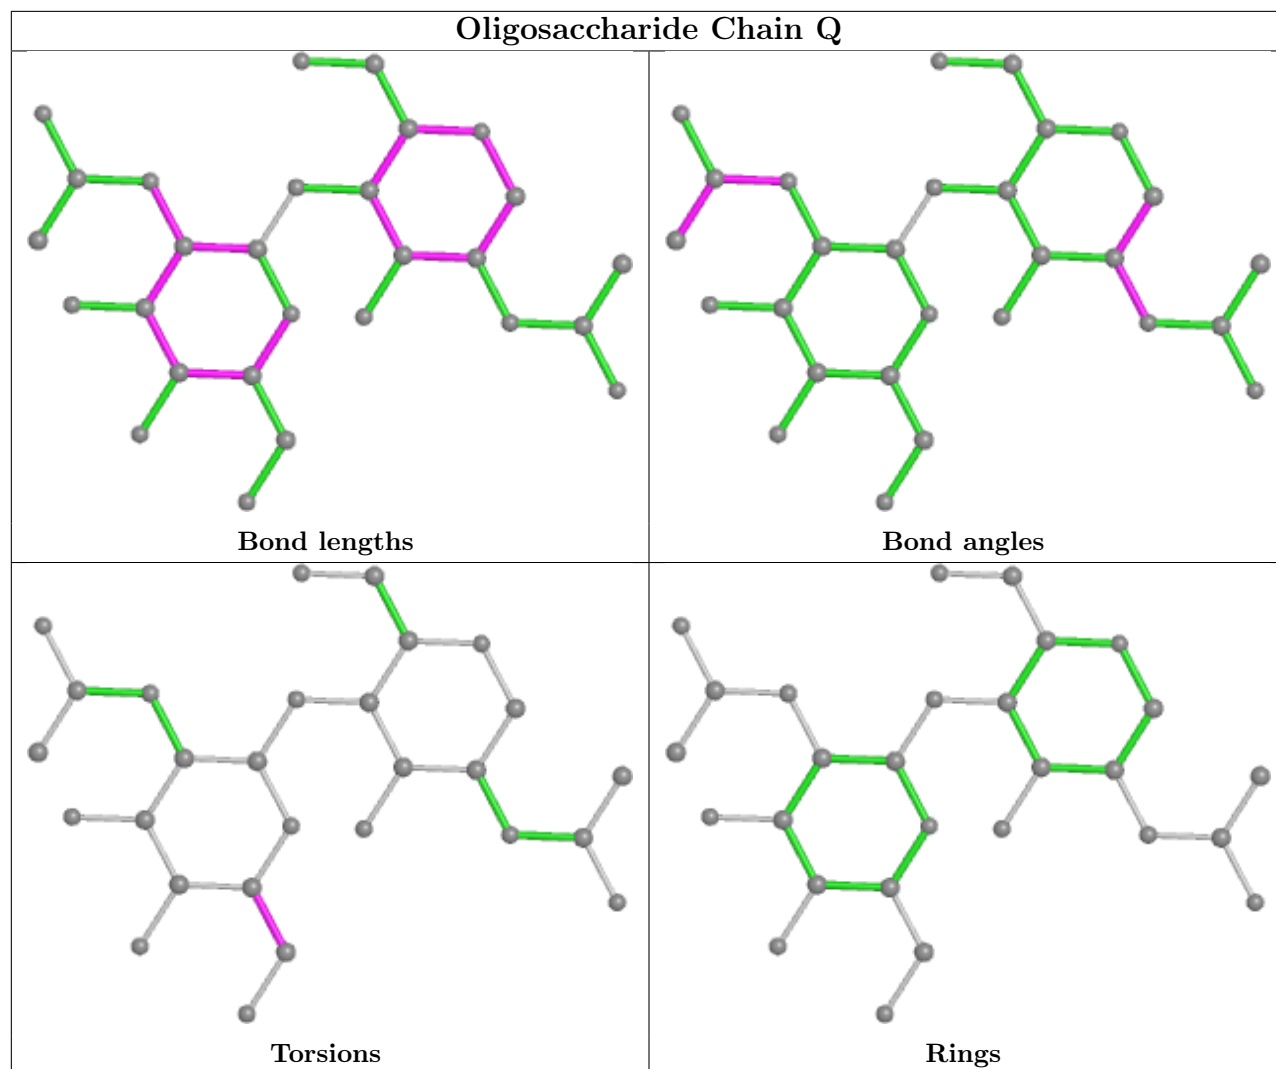 Oligosaccharide Chain Q
Bond lengths
Bond angles
Torsions
Rings